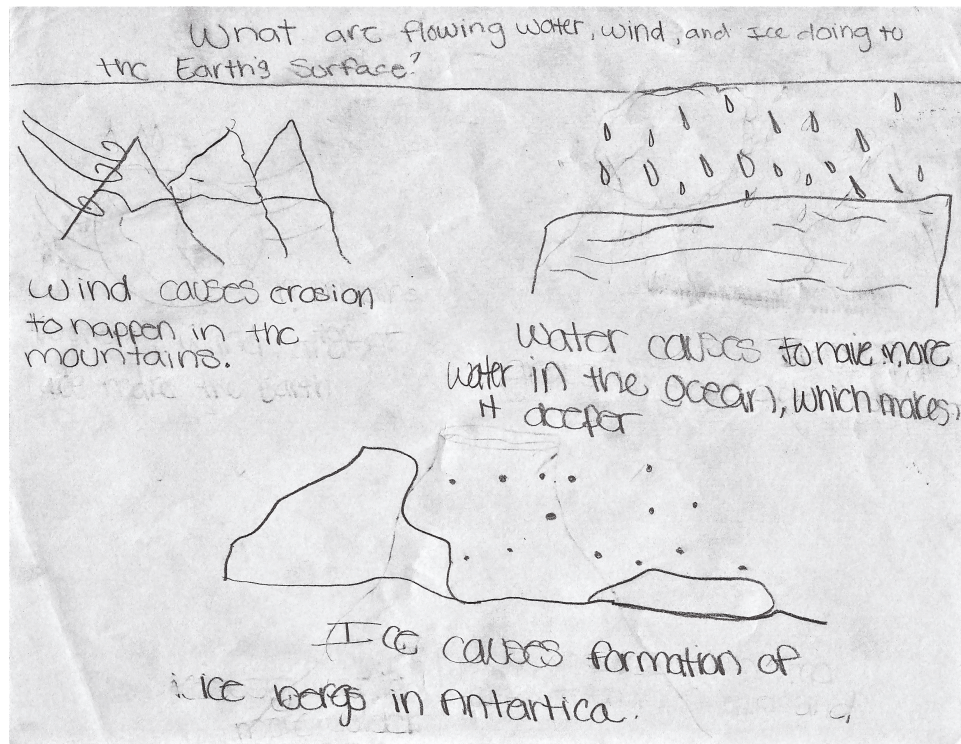 What are flowing water, wind, and Ice doing to
the Earth's Surface?
Wind causes erosion
to happen in the
mountains.
Water causes to have more
water in the ocean, which makes
it deeper
Ice causes formation of
ice bergs in Antartica.